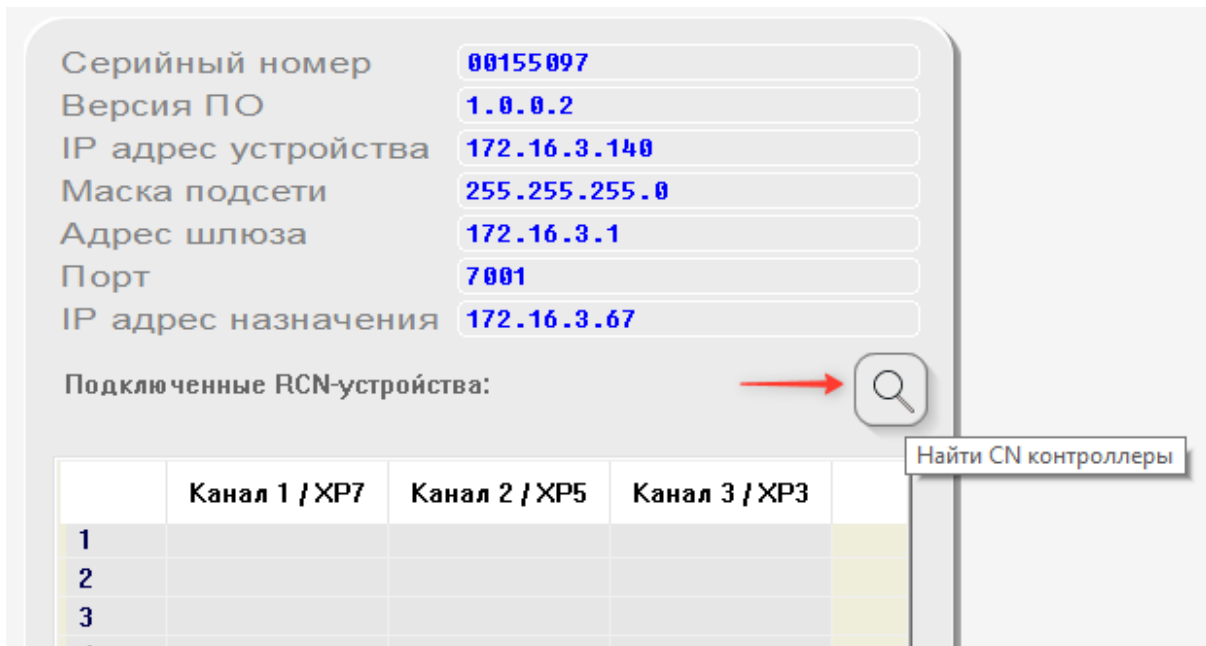 Серийный номер 00155097
Версия ПО 1.0.0.2
IP адрес устройства 172.16.3.140
Маска подсети 255.255.255.0
Адрес шлюза 172.16.3.1
Порт 7001
IP адрес назначения 172.16.3.67
Подключенные RCN-устройства:
Найти CN контроллеры
Канал 1 / XP7 Канал 2 / XP5 Канал 3 / XP3
1
2
3